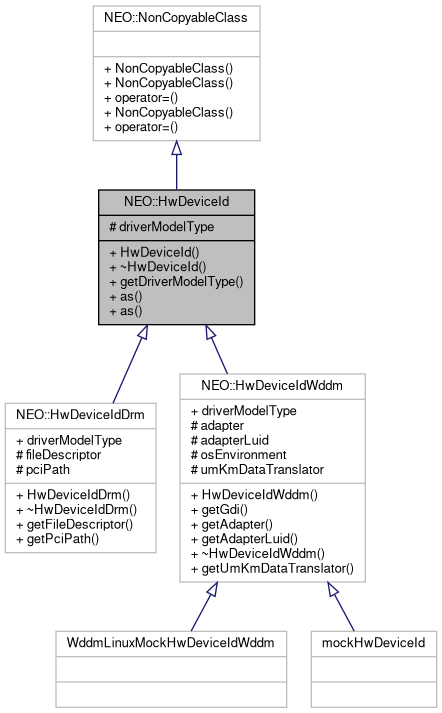 NEO::NonCopyableClass
+ NonCopyableClass()
+ NonCopyableClass()
+ operator=()
+ NonCopyableClass()
+ operator=()
NEO::HwDeviceId
# driverModelType
+ HwDeviceId()
+ ~HwDeviceId()
+ getDriverModelType()
+ as()
+ as()
NEO::HwDeviceIdDrm
+ driverModelType
# fileDescriptor
# pciPath
+ HwDeviceIdDrm()
+ ~HwDeviceIdDrm()
+ getFileDescriptor()
+ getPciPath()
NEO::HwDeviceIdWddm
+ driverModelType
# adapter
# adapterLuid
# osEnvironment
# umKmDataTranslator
+ HwDeviceIdWddm()
+ getGdi()
+ getAdapter()
+ getAdapterLuid()
+ ~HwDeviceIdWddm()
+ getUmKmDataTranslator()
WddmLinuxMockHwDeviceIdWddm
mockHwDeviceId